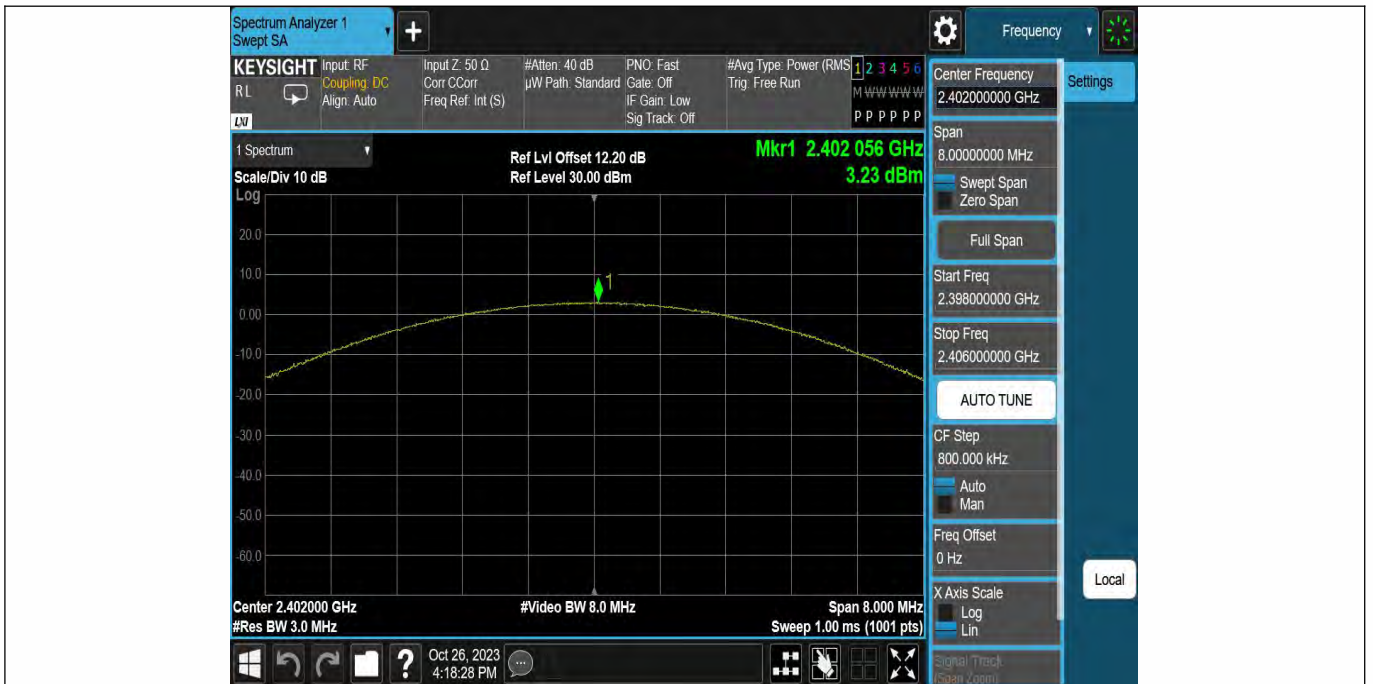 Spectrum Analyzer 1
Swept SA
Frequency
KEYSIGHT
RL
LXI
Input: RF
Coupling: DC
Align: Auto
Input Z: 50 Ω
Corr CCorr
Freq Ref: Int (S)
#Atten: 40 dB
µW Path: Standard
PNO: Fast
Gate: Off
IF Gain: Low
Sig Track: Off
#Avg Type: Power (RMS
Trig: Free Run
1 2 3 4 5 6
M W W W W W
P P P P P P
1 Spectrum
Scale/Div 10 dB
Ref Lvl Offset 12.20 dB
Ref Level 30.00 dBm
Mkr1 2.402 056 GHz
3.23 dBm
Log
20.0
10.0
0.00
-10.0
-20.0
-30.0
-40.0
-50.0
-60.0
1
Center 2.402000 GHz
#Res BW 3.0 MHz
#Video BW 8.0 MHz
Span 8.000 MHz
Sweep 1.00 ms (1001 pts)
Oct 26, 2023
4:18:28 PM
Center Frequency
2.402000000 GHz
Span
8.00000000 MHz
Swept Span
Zero Span
Full Span
Start Freq
2.398000000 GHz
Stop Freq
2.406000000 GHz
AUTO TUNE
CF Step
800.000 kHz
Auto
Man
Freq Offset
0 Hz
X Axis Scale
Log
Lin
Signal Track
(Span Zoom)
Settings
Local